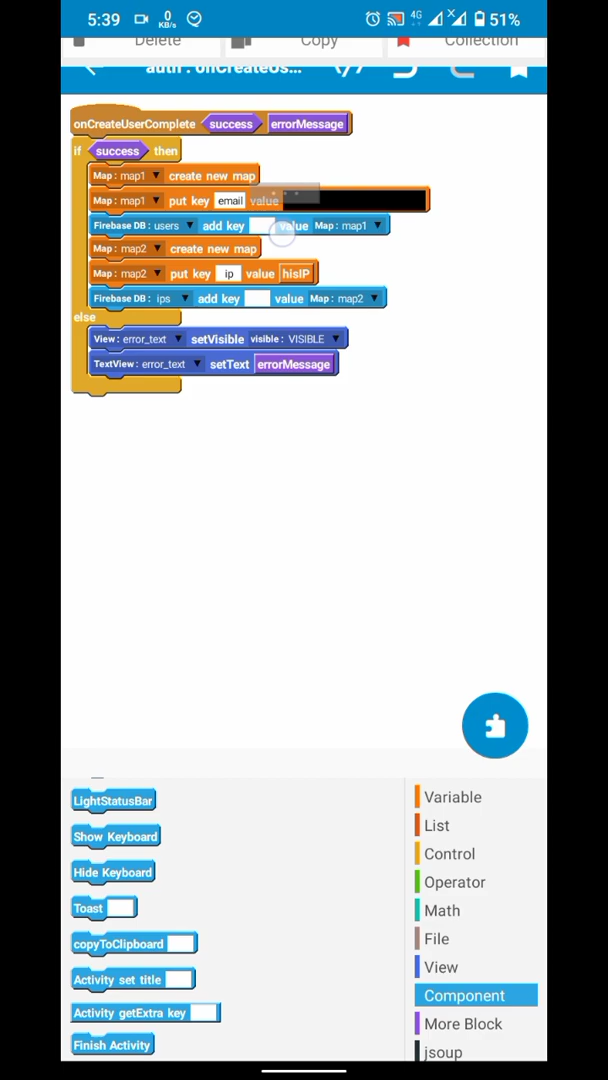 5:39 0 KB/s 4G 51%
Delete Copy Collection
auth : onCreateUs...
onCreateUserComplete success errorMessage
if success then
Map : map1 create new map
Map : map1 put key email value
Firebase DB : users add key value Map : map1
Map : map2 create new map
Map : map2 put key ip value hisIP
Firebase DB : ips add key value Map : map2
else
View : error_text setVisible visible : VISIBLE
TextView : error_text setText errorMessage
LightStatusBar
Show Keyboard
Hide Keyboard
Toast
copyToClipboard
Activity set title
Activity getExtra key
Finish Activity
Variable
List
Control
Operator
Math
File
View
Component
More Block
jsoup